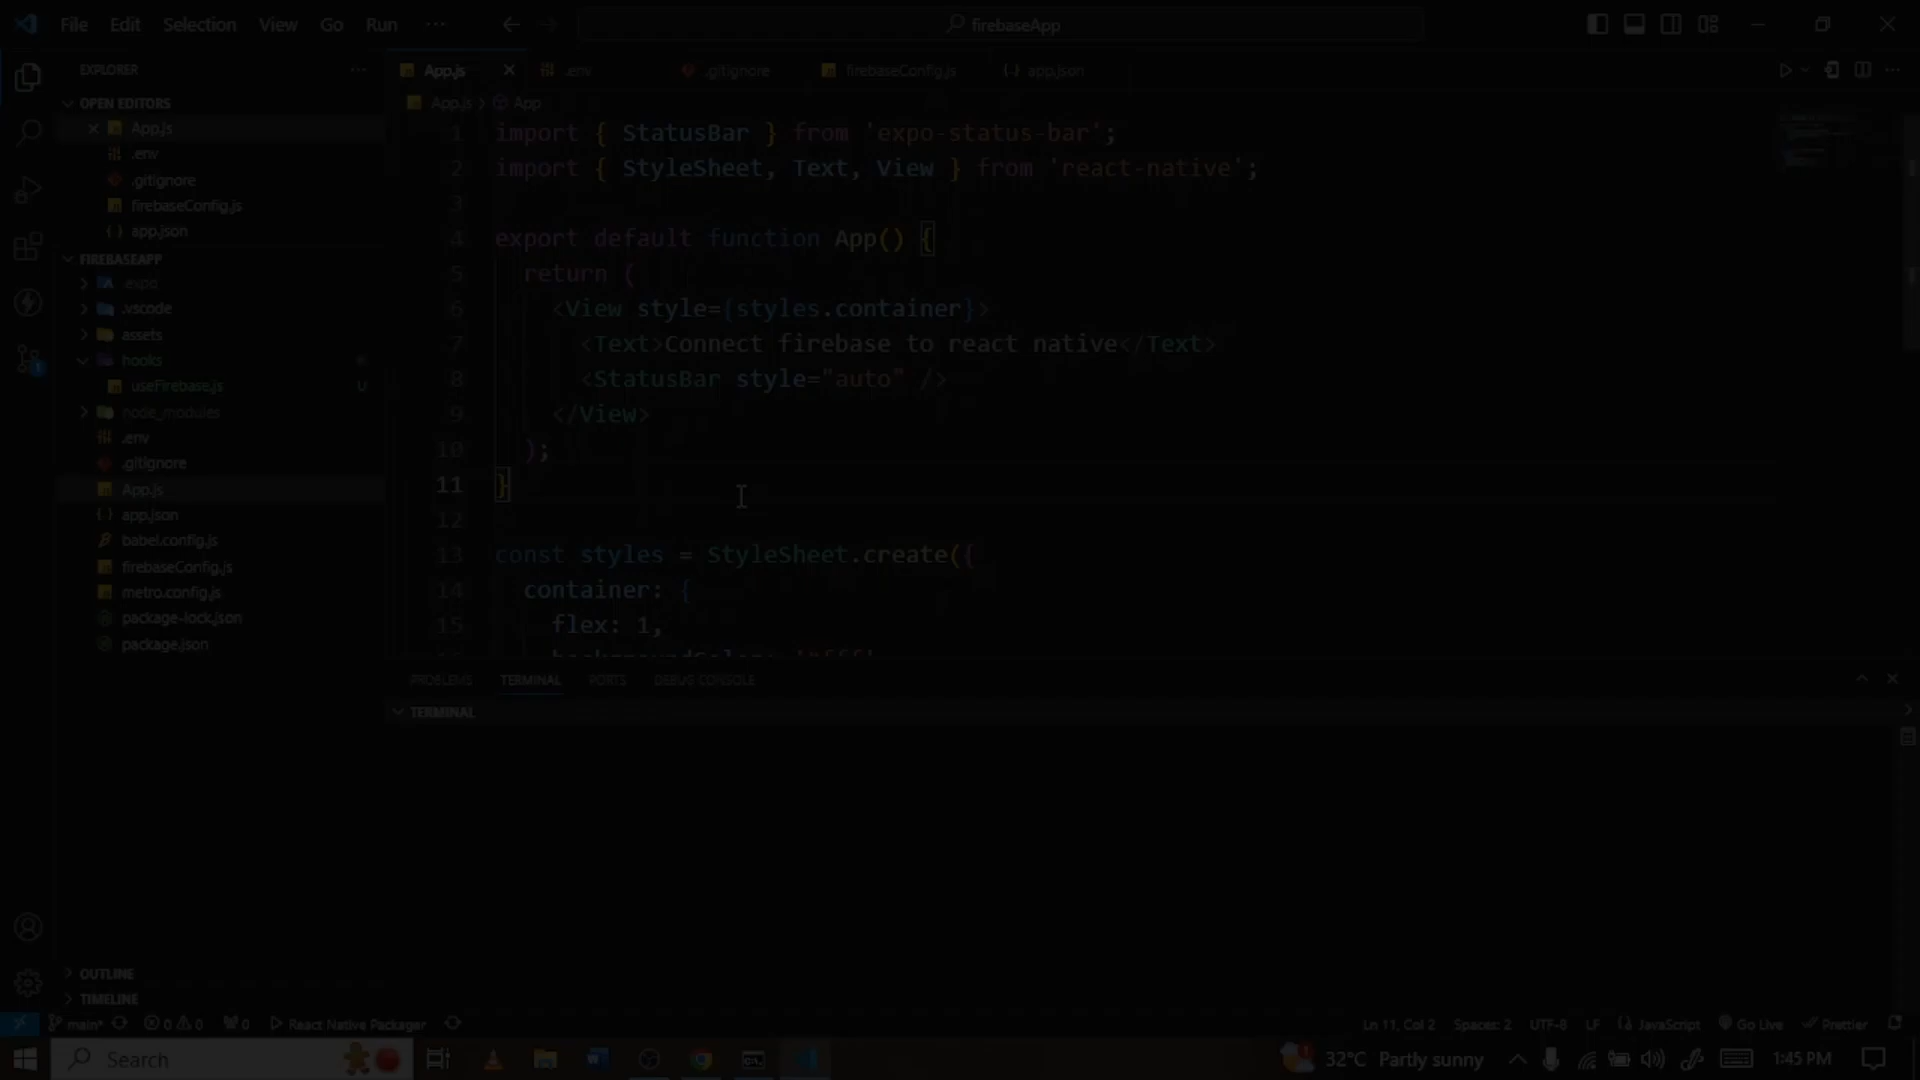 File Edit Selection View Go Run ···
firebaseApp
EXPLORER ···
OPEN EDITORS
App.js
.env
.gitignore
firebaseConfig.js
app.json
FIREBASEAPP
.expo
.vscode
assets
hooks
useFirebase.js U
node_modules
.env
.gitignore
App.js
app.json
babel.config.js
firebaseConfig.js
metro.config.js
package-lock.json
package.json
OUTLINE
TIMELINE
App.js .env .gitignore firebaseConfig.js app.json
App.js > App
1 import { StatusBar } from 'expo-status-bar';
2 import { StyleSheet, Text, View } from 'react-native';
3
4 export default function App() {
5 return (
6 <View style={styles.container}>
7 <Text>Connect firebase to react native</Text>
8 <StatusBar style="auto" />
9 </View>
10 );
11 }
12
13 const styles = StyleSheet.create({
14 container: {
15 flex: 1,
PROBLEMS TERMINAL PORTS DEBUG CONSOLE
TERMINAL
main* 0 0 0 React Native Packager
Ln 11, Col 2 Spaces: 2 UTF-8 LF JavaScript Go Live Prettier
Search
32°C Partly sunny 1:45 PM